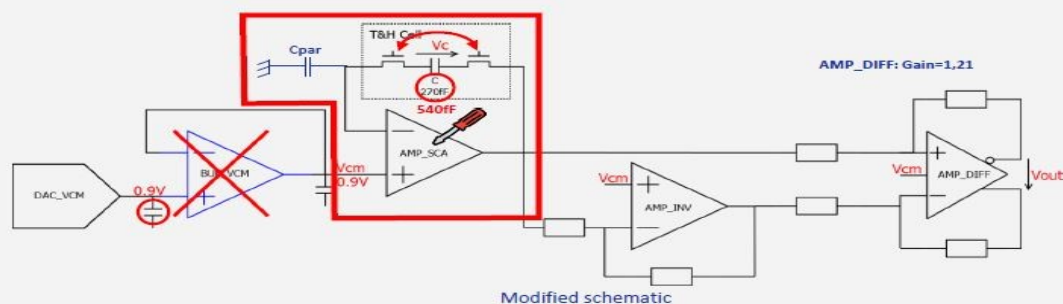 T&H Cell
Cpar
Vc
C
270fF
540fF
AMP_DIFF: Gain=1,21
AMP_SCA
Vcm
0.9V
DAC_VCM
0.9V
Vcm
AMP_INV
Vcm
AMP_DIFF
Vout
Modified schematic